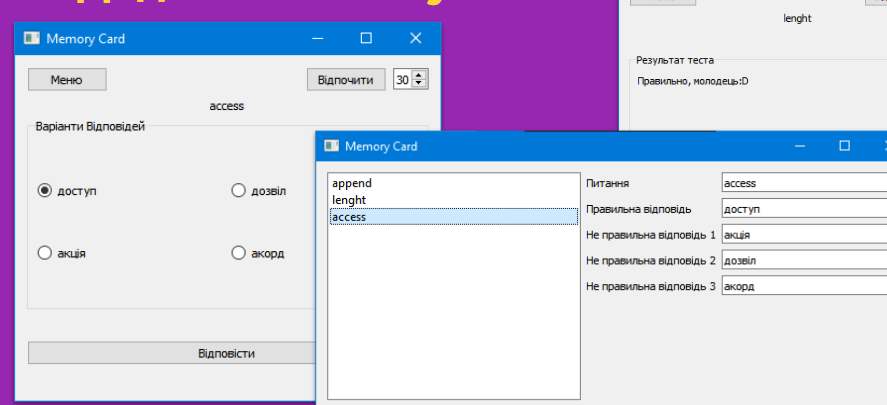 Memory Card
Меню
Відпочити
30
access
Варіанти Відповідей
доступ
дозвіл
акція
акорд
Відповісти
lenght
Результат теста
Правильно, молодець:D
Memory Card
append
lenght
access
Питання
access
Правильна відповідь
доступ
Не правильна відповідь 1
акція
Не правильна відповідь 2
дозвіл
Не правильна відповідь 3
акорд